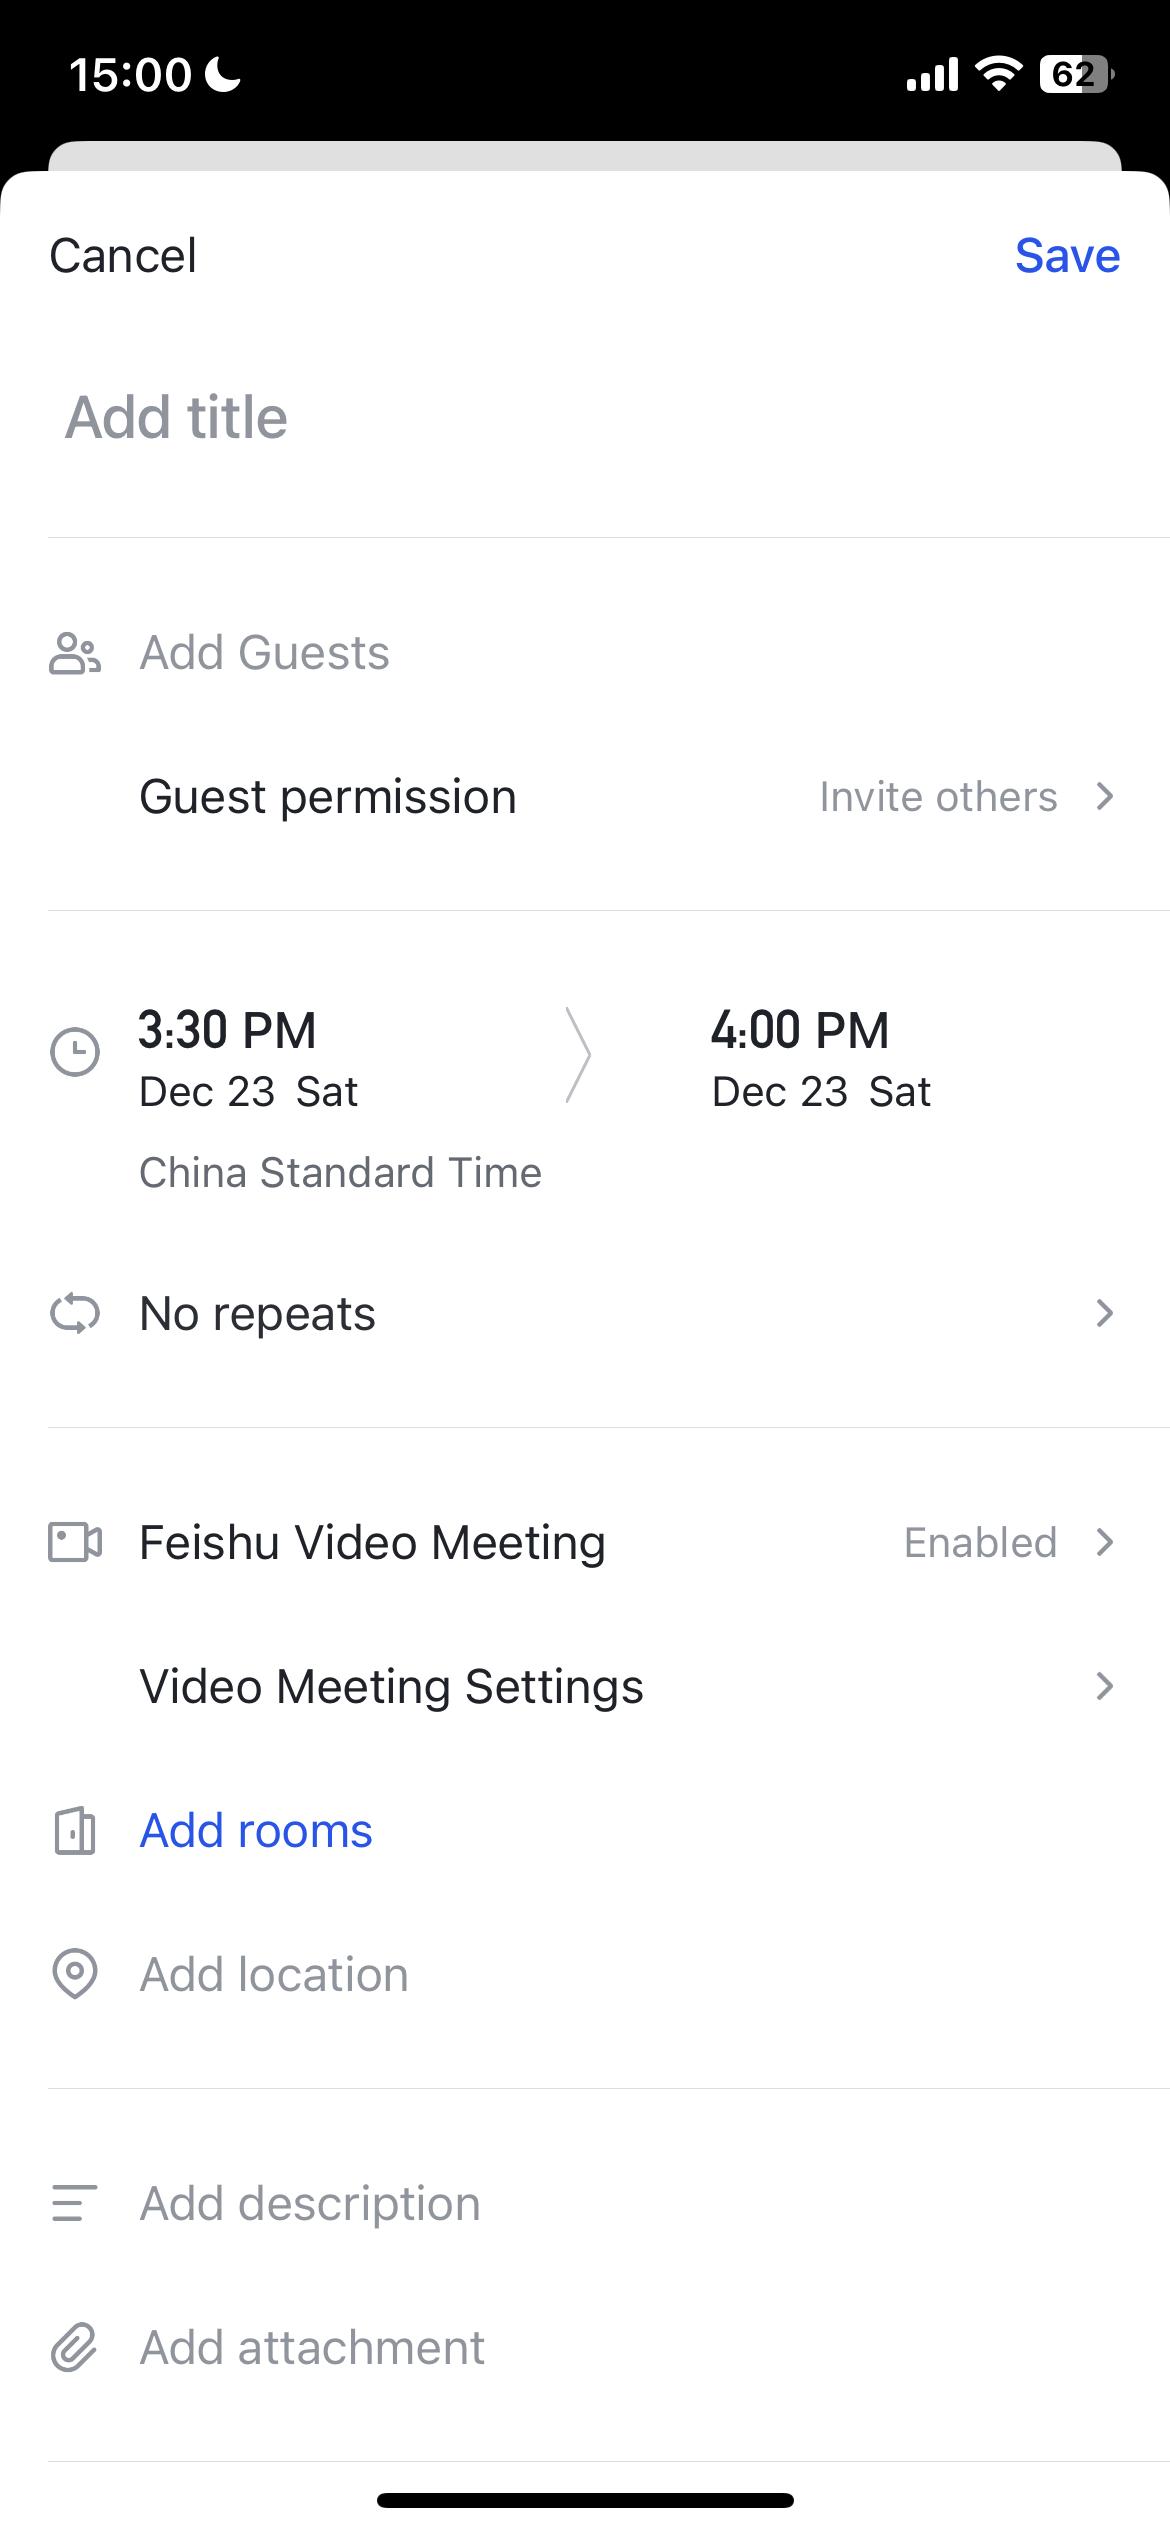 15:00
62
Cancel
Save
Add title
Add Guests
Guest permission
Invite others
3:30 PM
4:00 PM
Dec 23 Sat
Dec 23 Sat
China Standard Time
No repeats
Feishu Video Meeting
Enabled
Video Meeting Settings
Add rooms
Add location
Add description
Add attachment